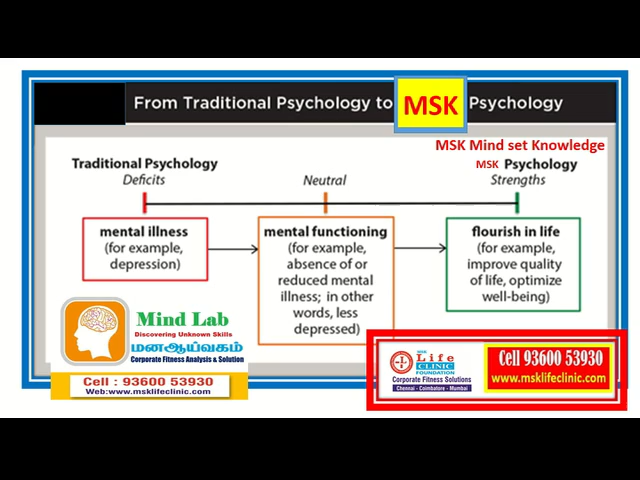 From Traditional Psychology to MSK Psychology
MSK Mind set Knowledge
Traditional Psychology
MSK Psychology
Deficits
Neutral
Strengths
mental illness
(for example,
depression)
mental functioning
(for example,
absence of or
reduced mental
illness; in other
words, less
depressed)
flourish in life
(for example,
improve quality
of life, optimize
well-being)
Mind Lab
Discovering Unknown Skills
மனஆய்வகம்
Corporate Fitness Analysis & Solution
Cell : 93600 53930
Web:www.msklifeclinic.com
MSK
Life
CLINIC
FOUNDATION
Corporate Fitness Solutions
Chennai - Coimbatore - Mumbai
Cell 93600 53930
www.msklifeclinic.com